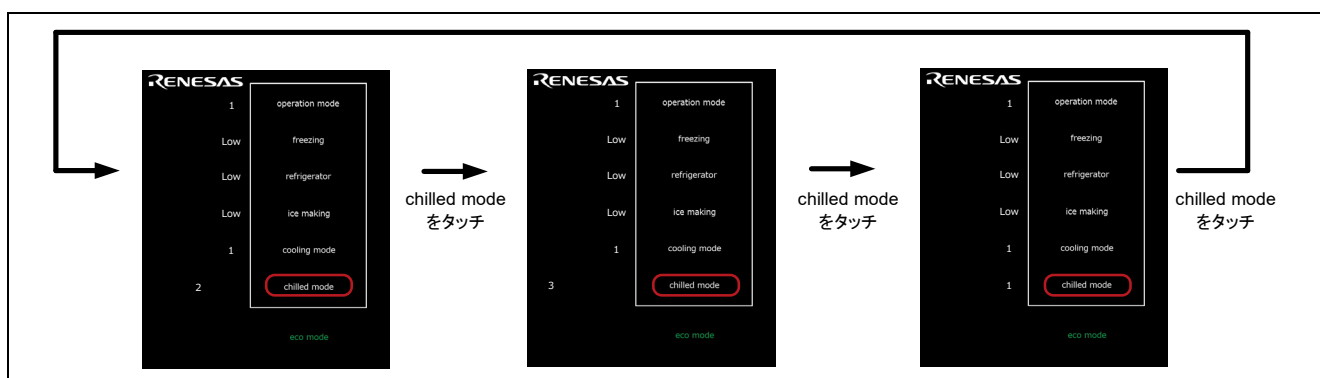 RENESAS
1 operation mode
Low freezing
Low refrigerator
Low ice making
1 cooling mode
2 chilled mode
eco mode
chilled mode
をタッチ
RENESAS
1 operation mode
Low freezing
Low refrigerator
Low ice making
1 cooling mode
3 chilled mode
eco mode
chilled mode
をタッチ
RENESAS
1 operation mode
Low freezing
Low refrigerator
Low ice making
1 cooling mode
1 chilled mode
eco mode
chilled mode
をタッチ